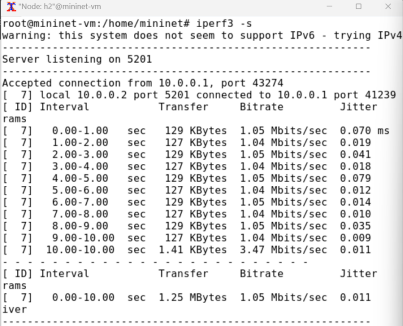 "Node: h2"@mininet-vm
root@mininet-vm:/home/mininet# iperf3 -s
warning: this system does not seem to support IPv6 - trying IPv4
-----------------------------------------------------------
Server listening on 5201
-----------------------------------------------------------
Accepted connection from 10.0.0.1, port 43274
[  7] local 10.0.0.2 port 5201 connected to 10.0.0.1 port 41239
[ ID] Interval           Transfer     Bitrate         Jitter
rams
[  7]   0.00-1.00   sec   129 KBytes  1.05 Mbits/sec  0.070 ms
[  7]   1.00-2.00   sec   127 KBytes  1.04 Mbits/sec  0.019
[  7]   2.00-3.00   sec   129 KBytes  1.05 Mbits/sec  0.041
[  7]   3.00-4.00   sec   127 KBytes  1.04 Mbits/sec  0.018
[  7]   4.00-5.00   sec   129 KBytes  1.05 Mbits/sec  0.079
[  7]   5.00-6.00   sec   127 KBytes  1.04 Mbits/sec  0.012
[  7]   6.00-7.00   sec   129 KBytes  1.05 Mbits/sec  0.014
[  7]   7.00-8.00   sec   127 KBytes  1.04 Mbits/sec  0.010
[  7]   8.00-9.00   sec   129 KBytes  1.05 Mbits/sec  0.035
[  7]   9.00-10.00  sec   127 KBytes  1.04 Mbits/sec  0.009
[  7]  10.00-10.00  sec  1.41 KBytes  3.47 Mbits/sec  0.011
- - - - - - - - - - - - - - - - - - - - - - - - -
[ ID] Interval           Transfer     Bitrate         Jitter
rams
[  7]   0.00-10.00  sec  1.25 MBytes  1.05 Mbits/sec  0.011
iver
-----------------------------------------------------------